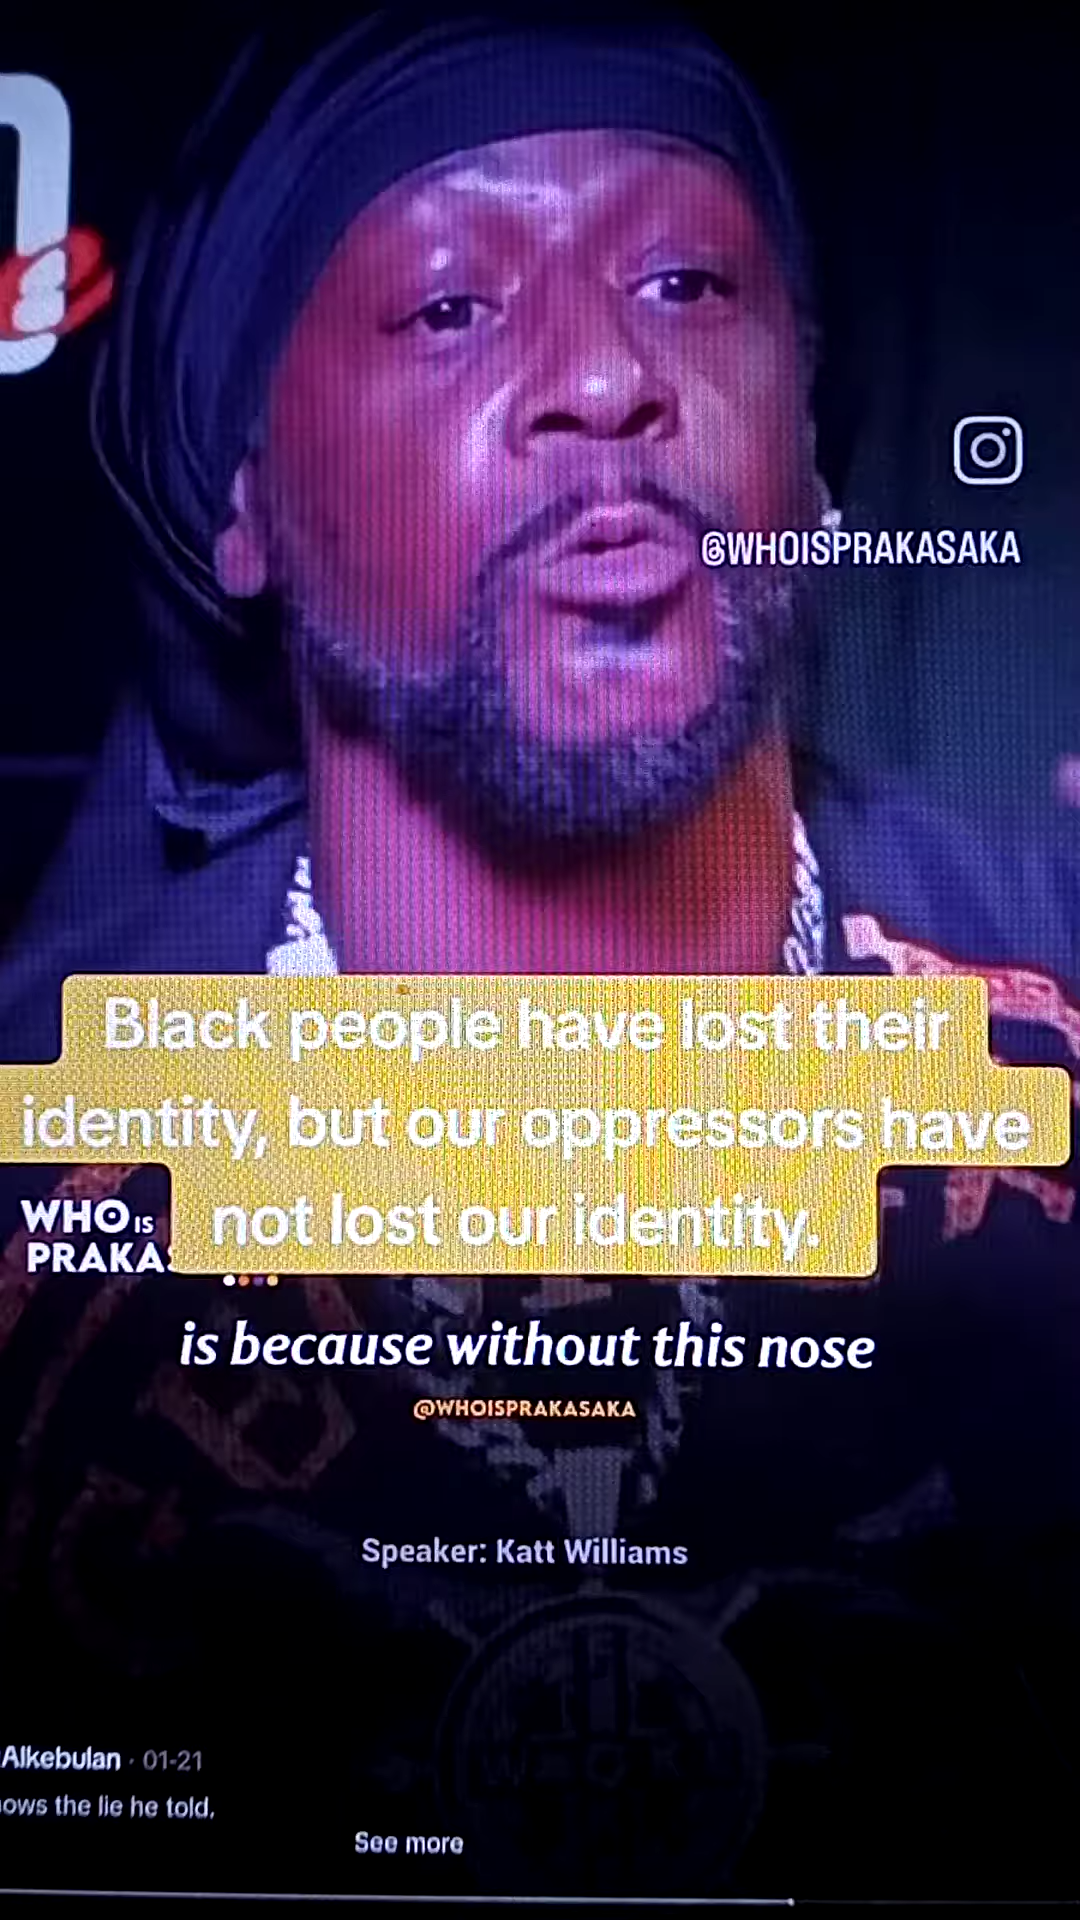 @WHOISPRAKASAKA
Black people have lost their
identity, but our oppressors have
not lost our identity.
WHO IS
PRAKAS
is because without this nose
@WHOISPRAKASAKA
Speaker: Katt Williams
Alkebulan · 01-21
ows the lie he told.
See more